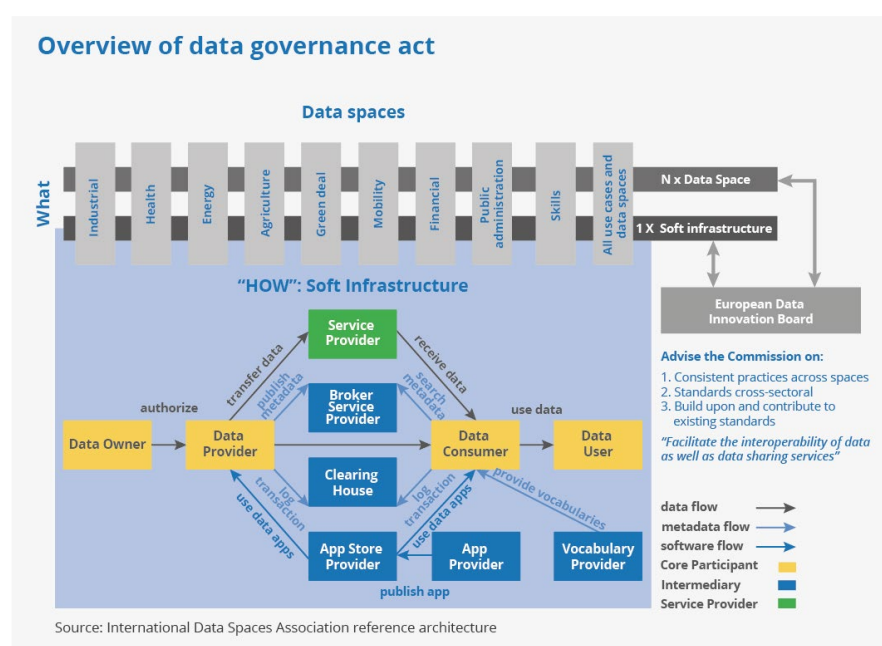 Overview of data governance act
Data spaces
What
Industrial
Health
Energy
Agriculture
Green deal
Mobility
Financial
Public
administration
Skills
All use cases and
data spaces
N x Data Space
1 X Soft infrastructure
"HOW": Soft Infrastructure
European Data
Innovation Board
Advise the Commission on:
1. Consistent practices across spaces
2. Standards cross-sectoral
3. Build upon and contribute to
existing standards
"Facilitate the interoperability of data
as well as data sharing services"
Service
Provider
transfer data
receive data
publish
metadata
search
metadata
Broker
Service
Provider
authorize
use data
Data Owner
Data
Provider
Data
Consumer
Data
User
Clearing
House
log
transaction
log
transaction
use data apps
use data apps
provide vocabularies
App Store
Provider
App
Provider
Vocabulary
Provider
publish app
data flow
metadata flow
software flow
Core Participant
Intermediary
Service Provider
Source: International Data Spaces Association reference architecture